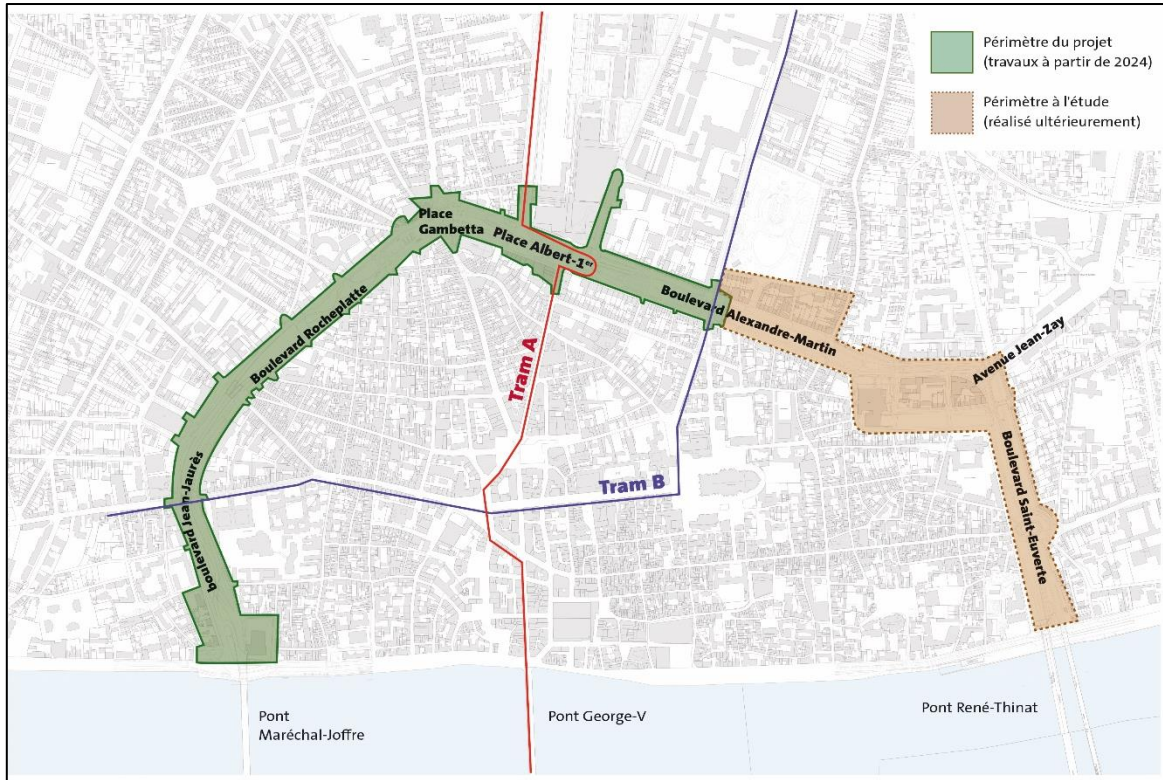 Périmètre du projet
(travaux à partir de 2024)
Périmètre à l'étude
(réalisé ultérieurement)
Place
Gambetta
Place Albert-1er
Boulevard Rocheplatte
Boulevard Alexandre-Martin
Avenue Jean-Zay
Tram A
Tram B
boulevard Jean-Jaurès
Boulevard Saint-Euverte
Pont
Maréchal-Joffre
Pont George-V
Pont René-Thinat